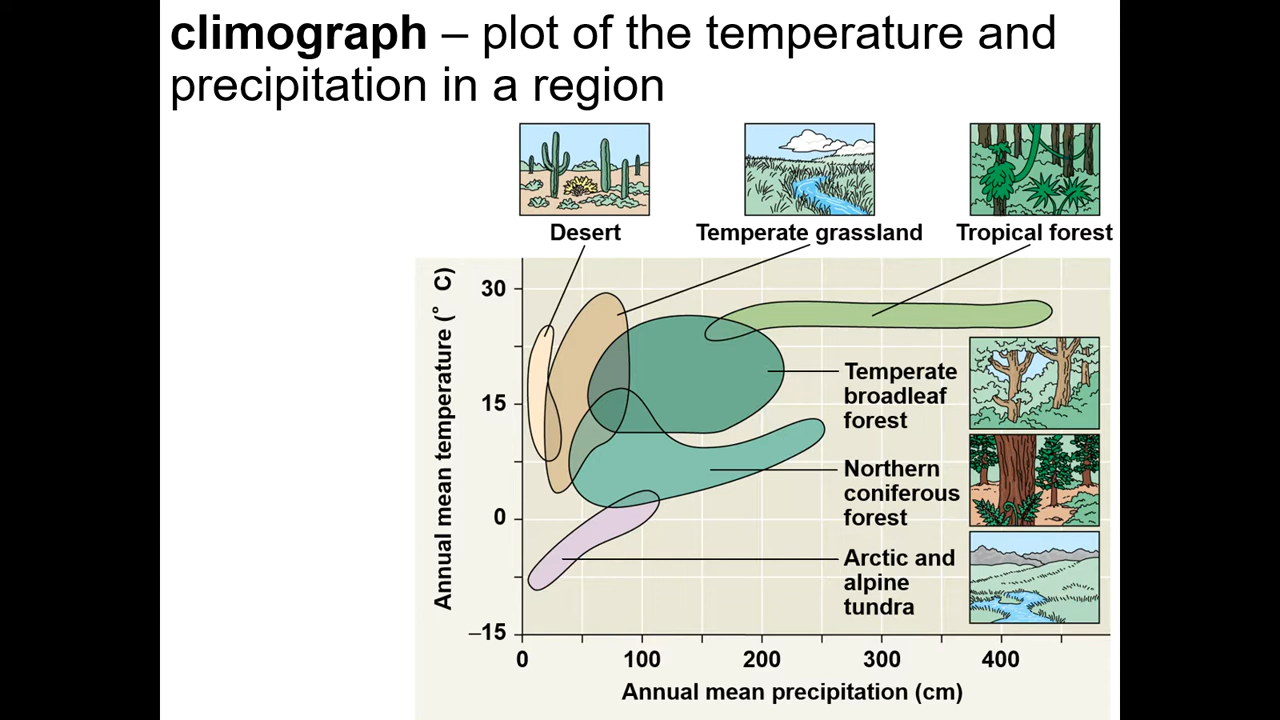 climograph – plot of the temperature and
precipitation in a region
Desert
Temperate grassland
Tropical forest
Annual mean temperature (° C)
30
15
0
–15
Temperate
broadleaf
forest
Northern
coniferous
forest
Arctic and
alpine
tundra
0
100
200
300
400
Annual mean precipitation (cm)